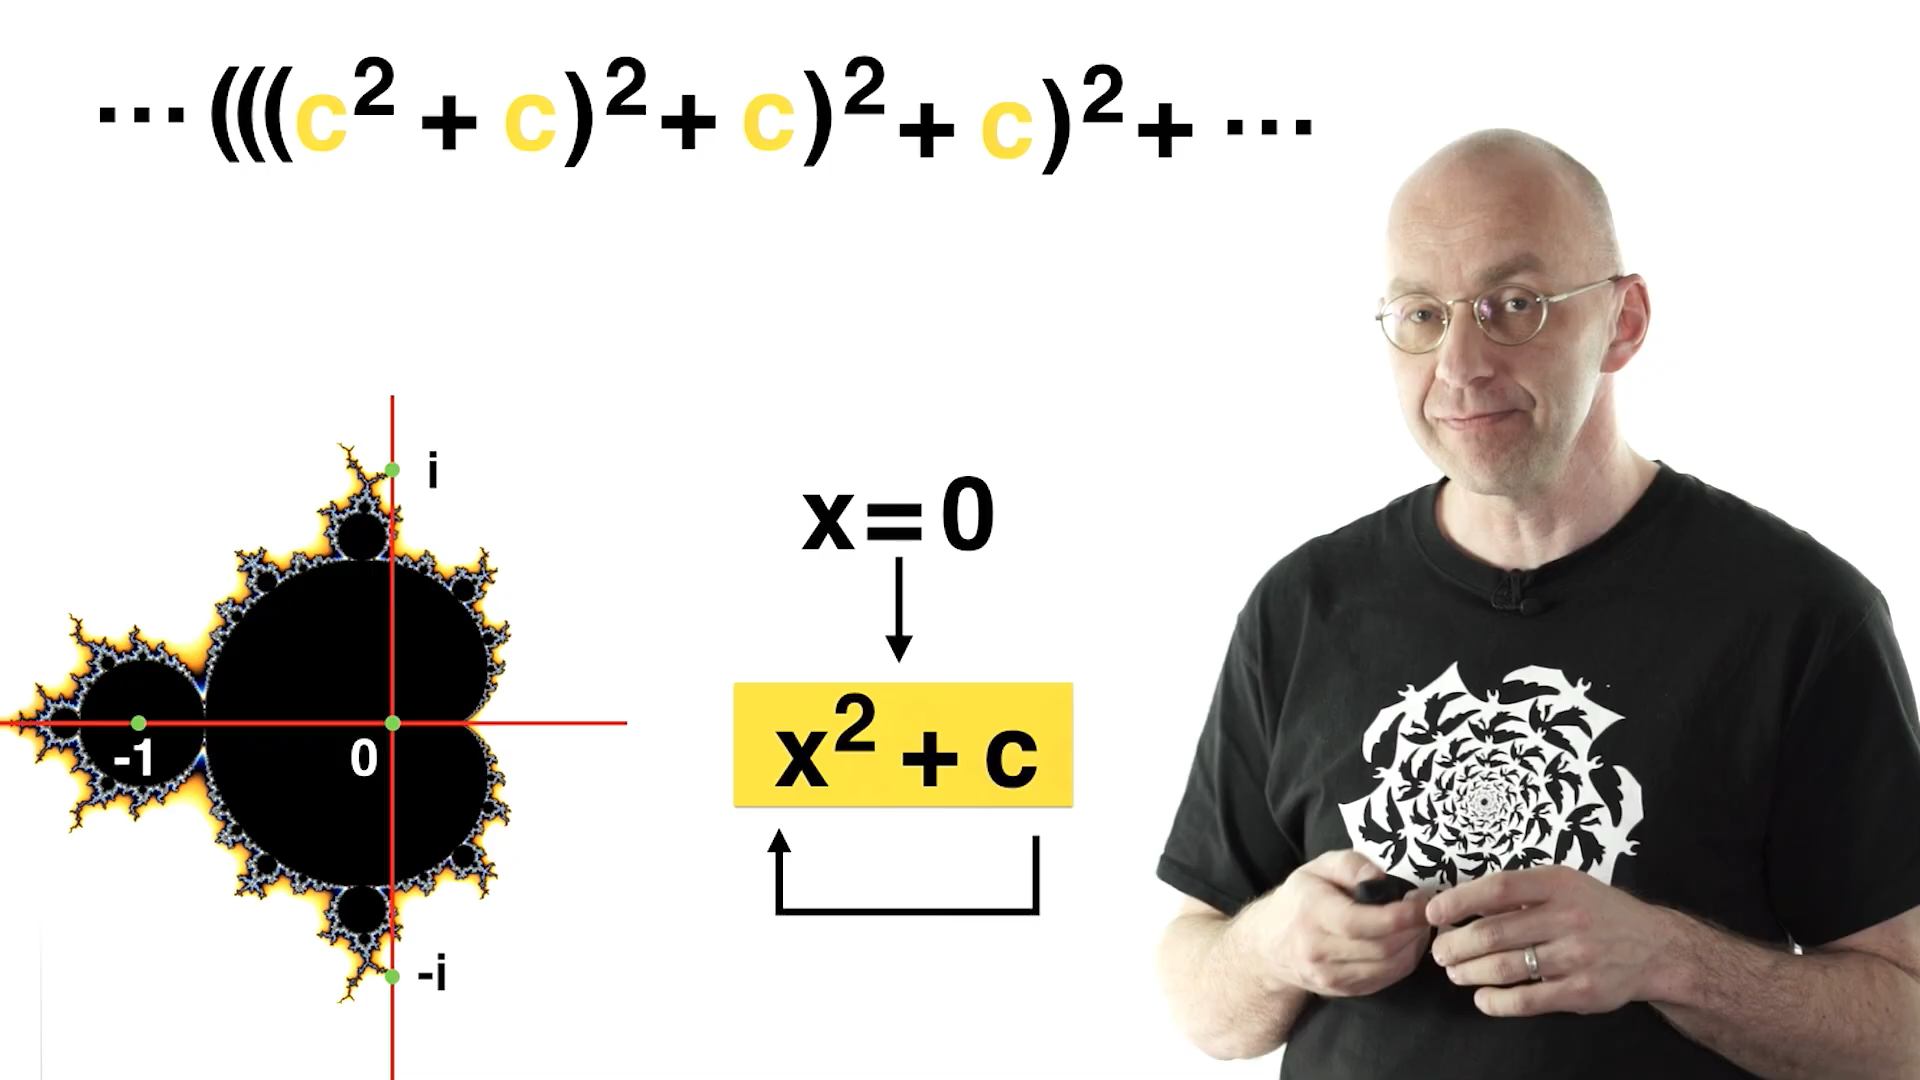 ··· (((c² + c)² + c)² + c)² + ···
i
x = 0
-1
0
x² + c
-i